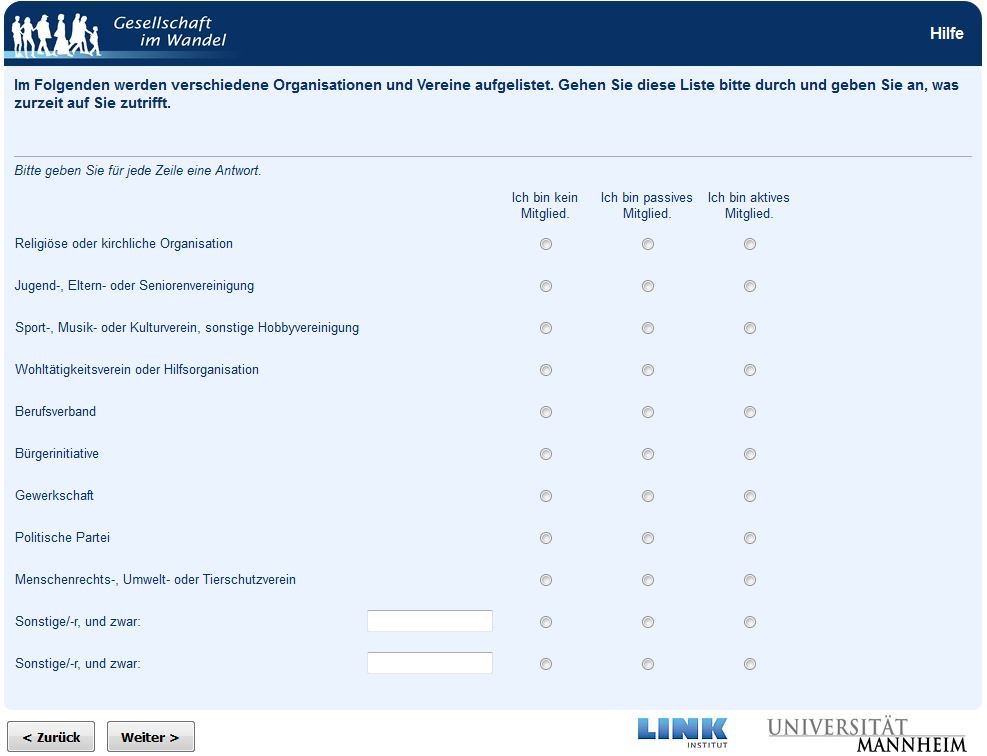 Gesellschaft
im Wandel
Hilfe
Im Folgenden werden verschiedene Organisationen und Vereine aufgelistet. Gehen Sie diese Liste bitte durch und geben Sie an, was
zurzeit auf Sie zutrifft.
Bitte geben Sie für jede Zeile eine Antwort.
Ich bin kein Ich bin passives Ich bin aktives
Mitglied. Mitglied. Mitglied.
Religiöse oder kirchliche Organisation
Jugend-, Eltern- oder Seniorenvereinigung
Sport-, Musik- oder Kulturverein, sonstige Hobbyvereinigung
Wohltätigkeitsverein oder Hilfsorganisation
Berufsverband
Bürgerinitiative
Gewerkschaft
Politische Partei
Menschenrechts-, Umwelt- oder Tierschutzverein
Sonstige/-r, und zwar:
Sonstige/-r, und zwar:
< Zurück Weiter >
LINK
INSTITUT
UNIVERSITÄT
MANNHEIM